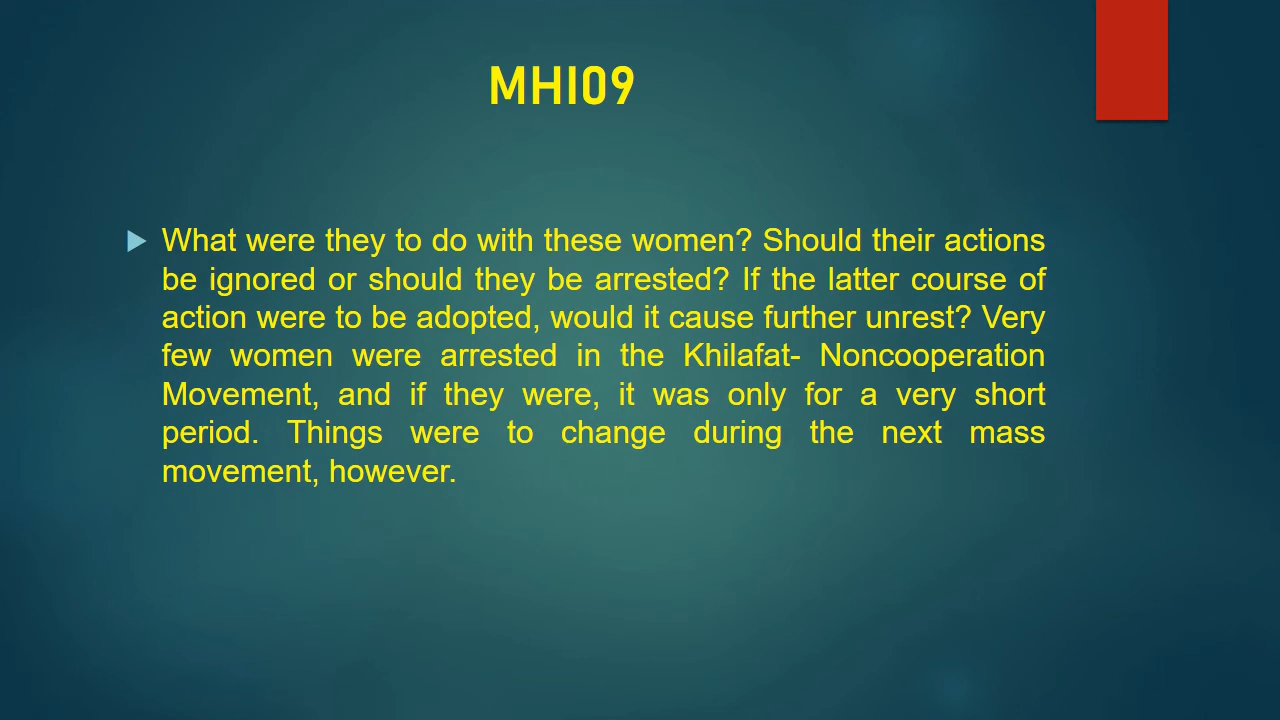 MHI09
What were they to do with these women? Should their actions
be ignored or should they be arrested? If the latter course of
action were to be adopted, would it cause further unrest? Very
few women were arrested in the Khilafat- Noncooperation
Movement, and if they were, it was only for a very short
period. Things were to change during the next mass
movement, however.